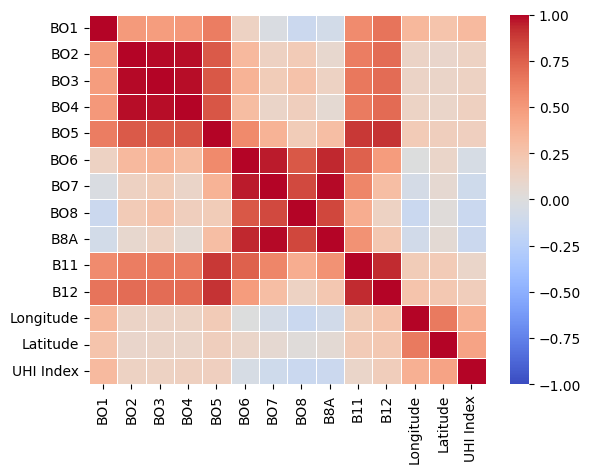 BO1
BO2
BO3
BO4
BO5
BO6
BO7
BO8
B8A
B11
B12
Longitude
Latitude
UHI Index
BO1
BO2
BO3
BO4
BO5
BO6
BO7
BO8
B8A
B11
B12
Longitude
Latitude
UHI Index
1.00
0.75
0.50
0.25
0.00
−0.25
−0.50
−0.75
−1.00